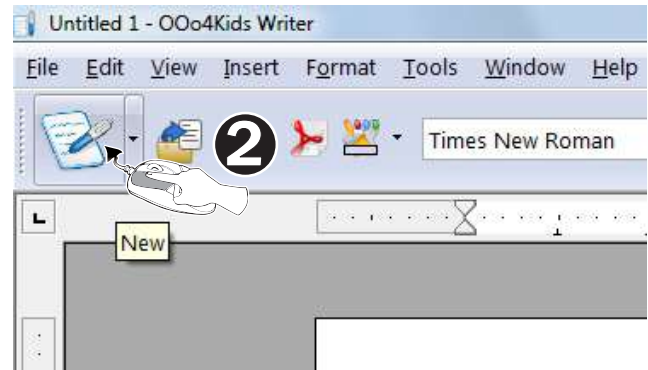 Untitled 1 - OOo4Kids Writer
File Edit View Insert Format Tools Window Help
2 Times New Roman
L
New